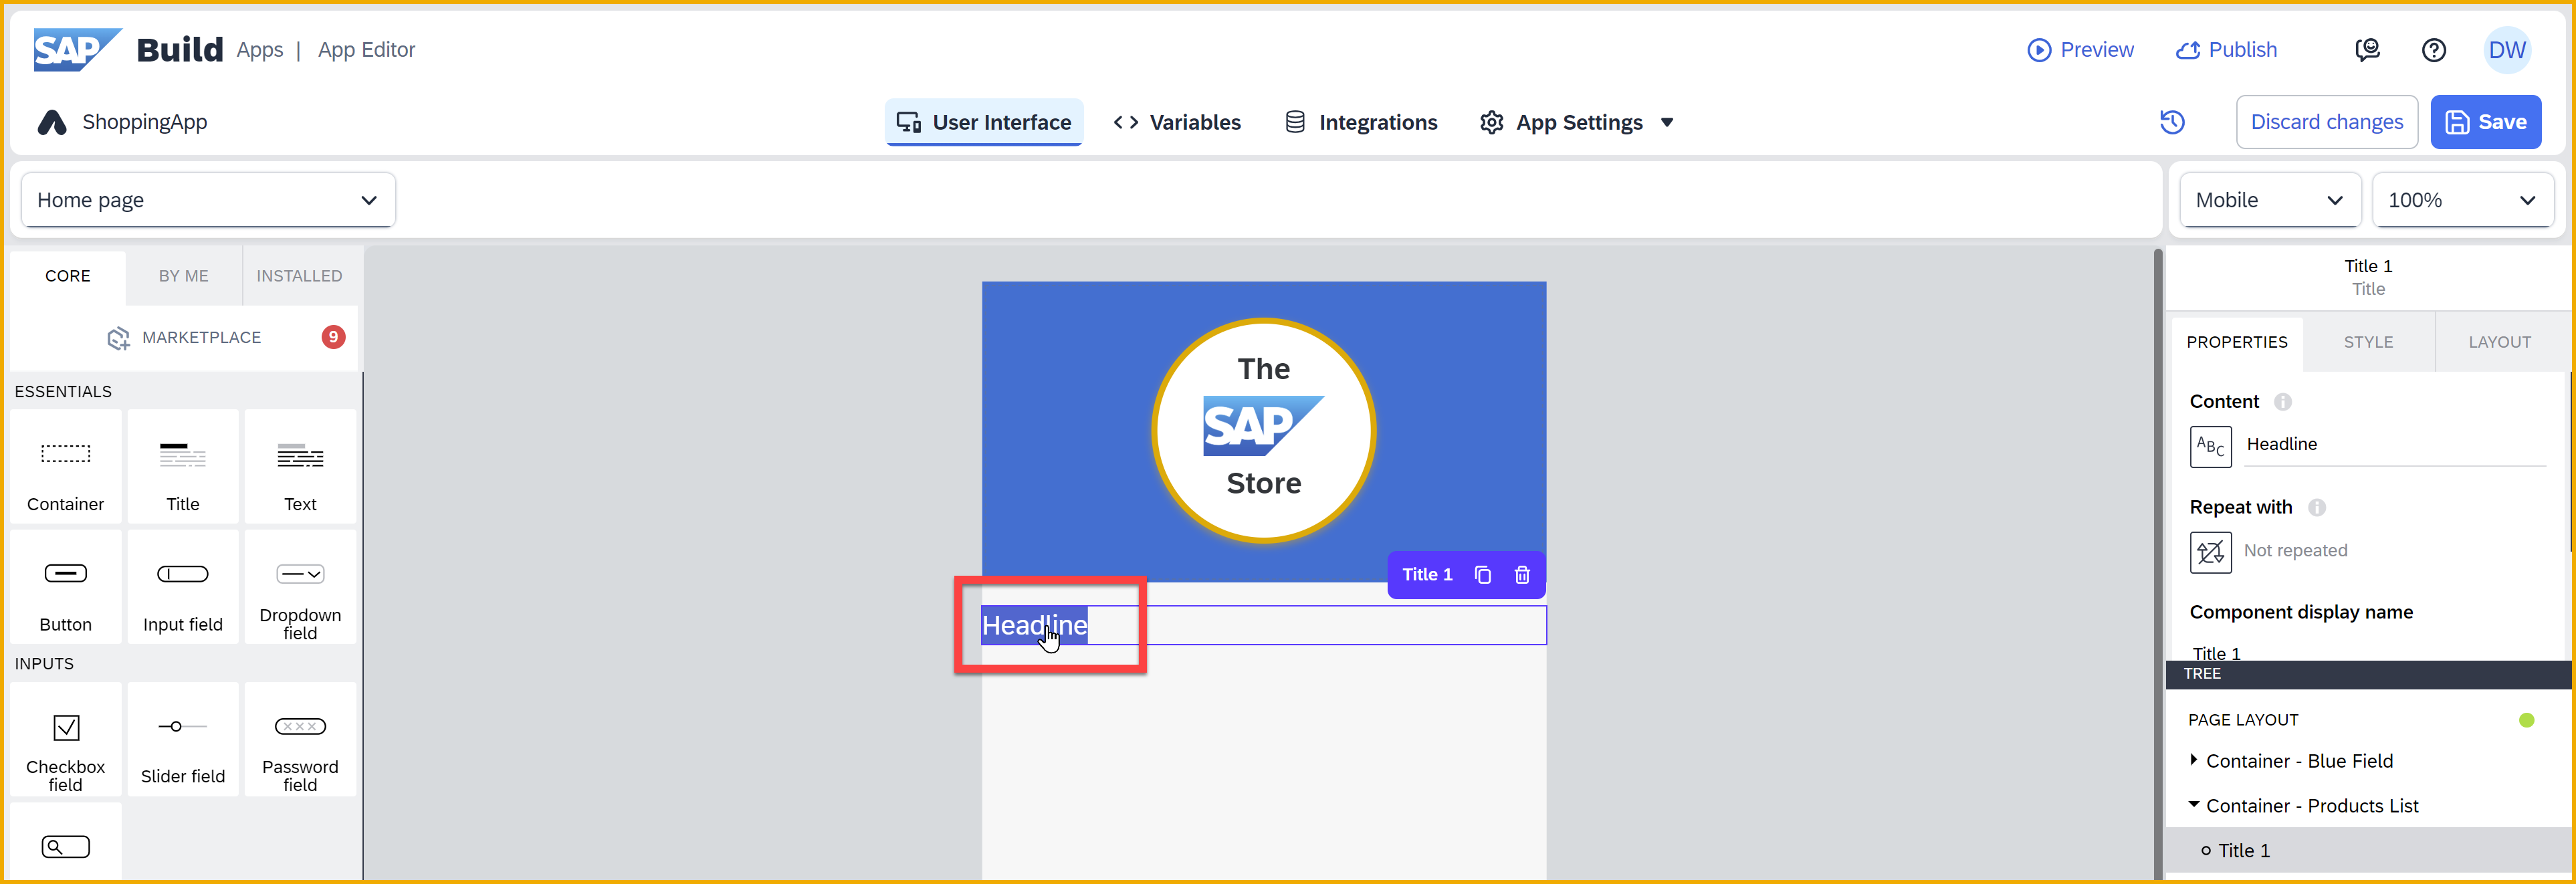 SAP Build Apps | App Editor
Preview
Publish
DW
ShoppingApp
User Interface
<> Variables
Integrations
App Settings
Discard changes
Save
Home page
Mobile
100%
CORE
BY ME
INSTALLED
MARKETPLACE
9
ESSENTIALS
Container
Title
Text
Button
Input field
Dropdown
field
INPUTS
Checkbox
field
Slider field
Password
field
The
SAP
Store
Title 1
Headline
Title 1
Title
PROPERTIES
STYLE
LAYOUT
Content
ABC
Headline
Repeat with
Not repeated
Component display name
Title 1
TREE
PAGE LAYOUT
Container - Blue Field
Container - Products List
Title 1